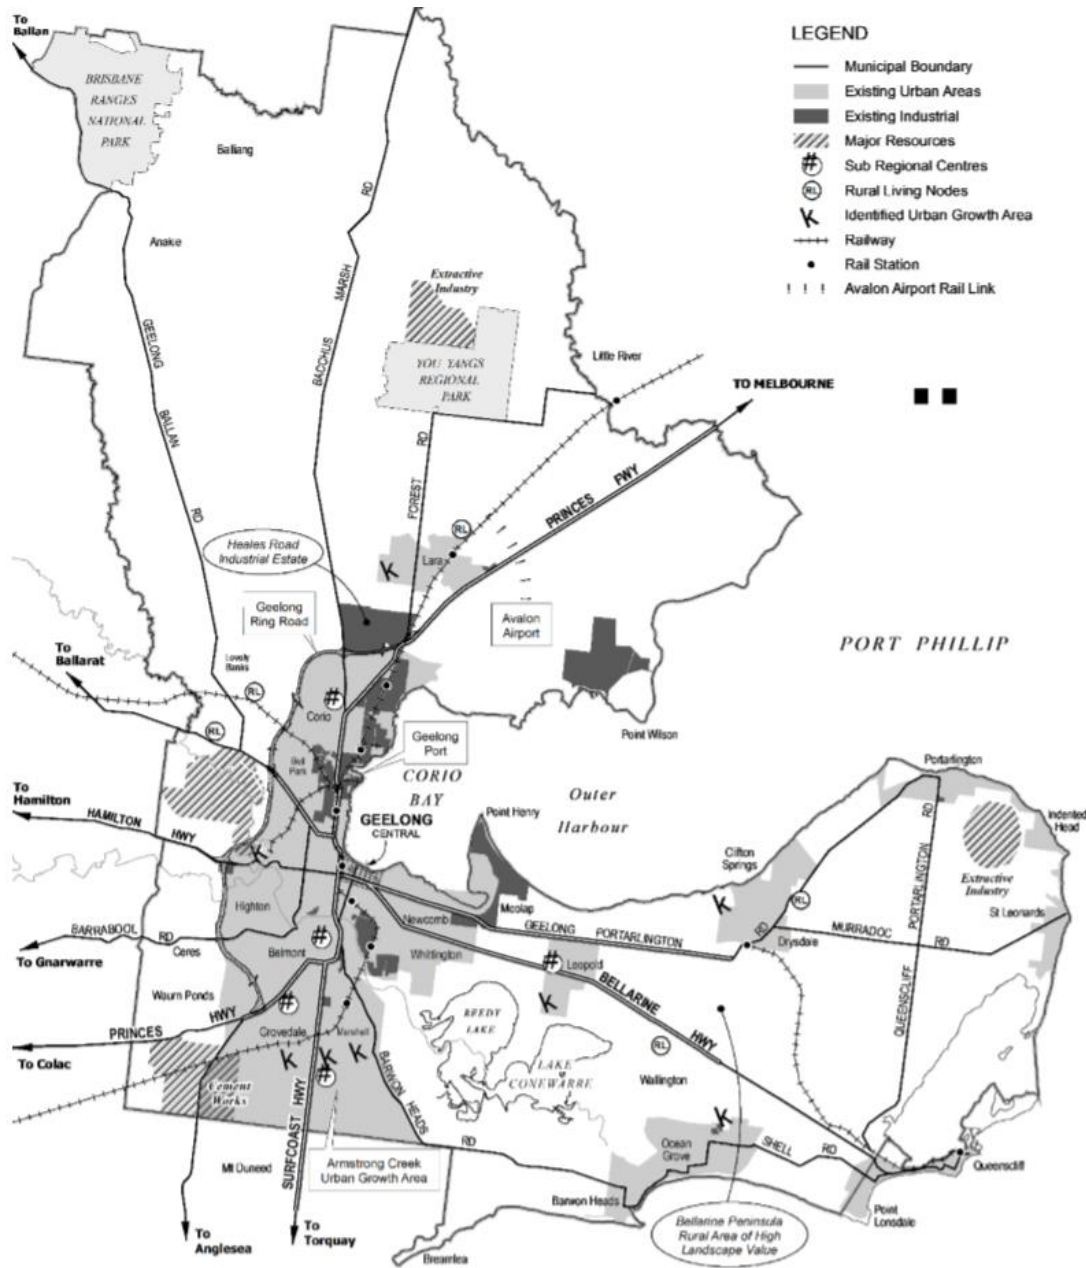 To
Ballan
BRISBANE
RANGES
NATIONAL
PARK
Balliang
Anakie
GEELONG
BALLAN
RD
BACCHUS
MARSH
RD
Extractive
Industry
YOU YANGS
REGIONAL
PARK
FOREST
RD
Little River
TO MELBOURNE
PRINCES FWY
LEGEND
Municipal Boundary
Existing Urban Areas
Existing Industrial
Major Resources
# Sub Regional Centres
RL Rural Living Nodes
Identified Urban Growth Area
Railway
Rail Station
Avalon Airport Rail Link
Heales Road
Industrial Estate
RL
Lara
Geelong
Ring Road
Avalon
Airport
PORT PHILLIP
To
Ballarat
Lovely
Banks
RL
RL
#
Corio
Bell
Park
Geelong
Port
Point Wilson
CORIO
BAY
Outer
Harbour
Point Henry
GEELONG
CENTRAL
To
Hamilton
HAMILTON
HWY
Portarlington
Indented
Head
Extractive
Industry
St Leonards
Clifton
Springs
RL
PORTARLINGTON
RD
QUEENSCLIFF
MURRADOC
RD
RD
Drysdale
Highton
Newcomb
Moolap
GEELONG
PORTARLINGTON
BARRABOOL
RD
To Gnarwarre
Ceres
Belmont
#
Whittington
#
Leopold
BELLARINE
HWY
Waurn Ponds
PRINCES
HWY
To Colac
#
Grovedale
Marshall
REEDY
LAKE
LAKE
CONEWARRE
RL
Wallington
Cement
Works
#
BARWON
HEADS
RD
SURFCOAST HWY
Mt Duneed
Armstrong Creek
Urban Growth Area
Ocean
Grove
SHELL
RD
Queenscliff
Point
Lonsdale
Barwon Heads
Bellarine Peninsula
Rural Area of High
Landscape Value
To
Anglesea
To
Torquay
Breamlea